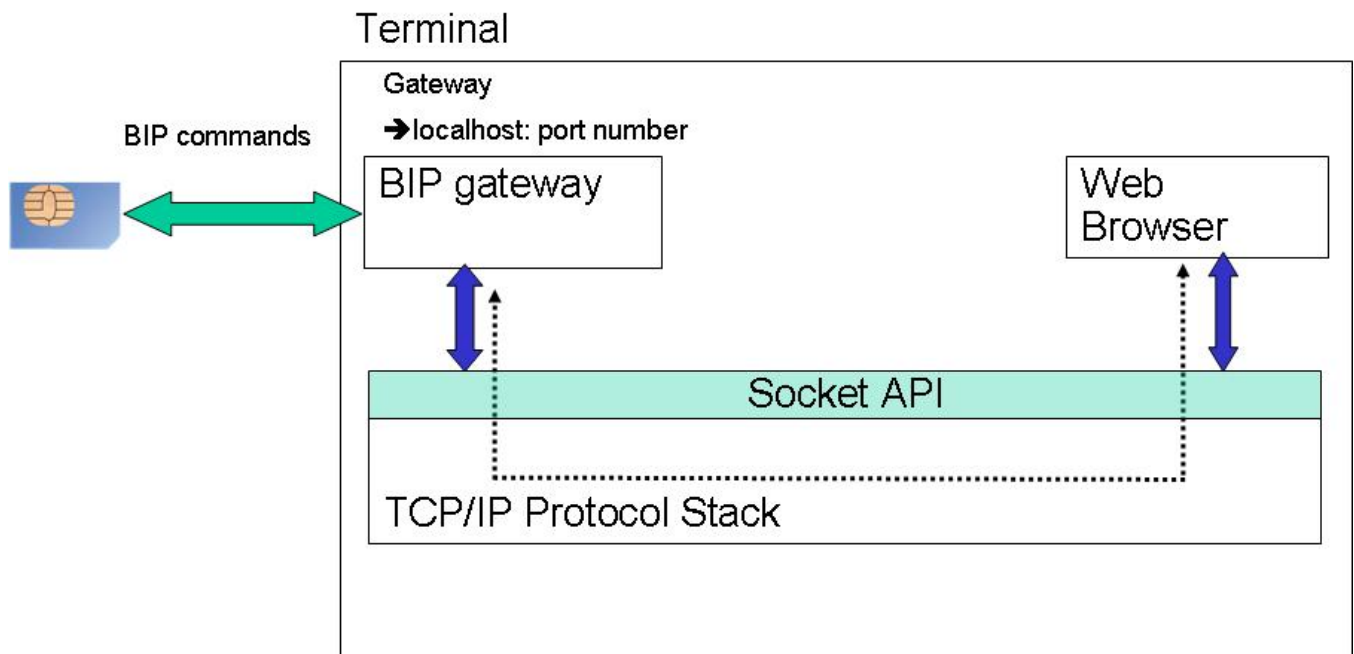 Terminal
Gateway
➔localhost: port number
BIP commands
BIP gateway
Web
Browser
Socket API
TCP/IP Protocol Stack